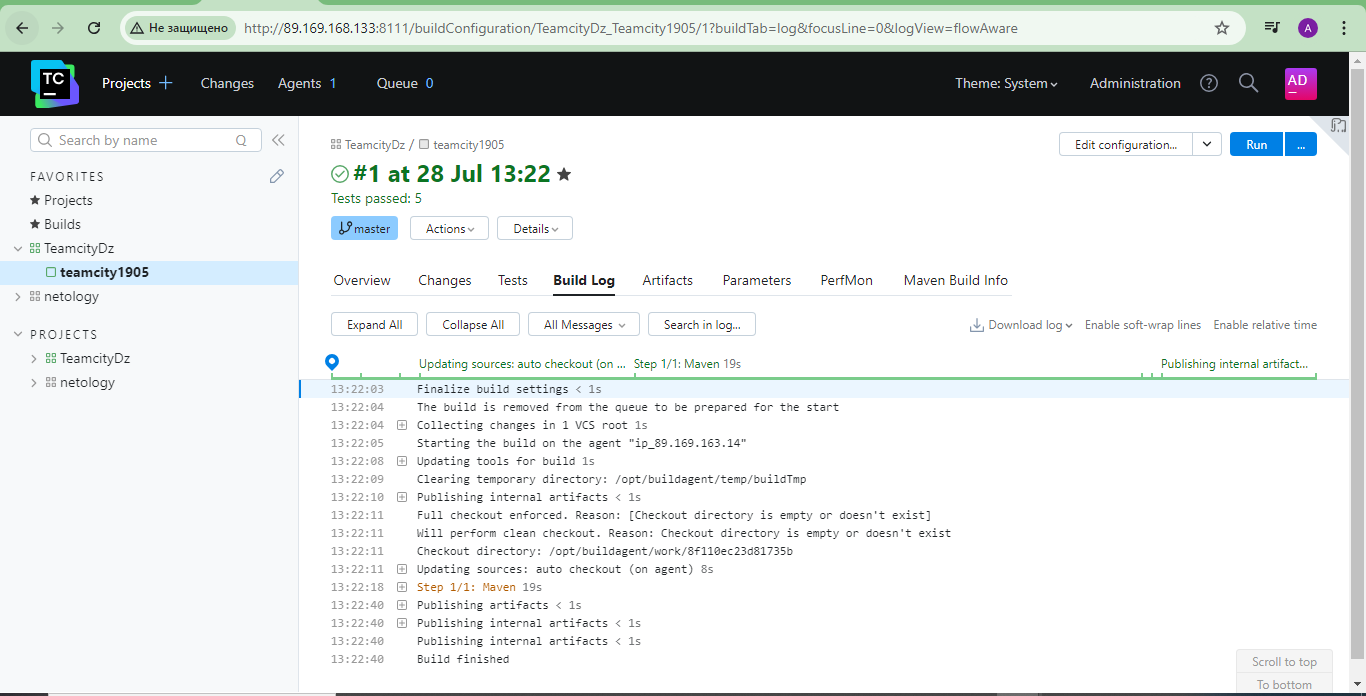 Не защищено http://89.169.168.133:8111/buildConfiguration/TeamcityDz_Teamcity1905/1?buildTab=log&focusLine=0&logView=flowAware A
TC Projects Changes Agents 1 Queue 0 Theme: System Administration ? AD
Search by name Q
FAVORITES
Projects
Builds
TeamcityDz
teamcity1905
netology
PROJECTS
TeamcityDz
netology
TeamcityDz / teamcity1905
Edit configuration... Run ...
#1 at 28 Jul 13:22
Tests passed: 5
master Actions Details
Overview Changes Tests Build Log Artifacts Parameters PerfMon Maven Build Info
Expand All Collapse All All Messages Search in log... Download log Enable soft-wrap lines Enable relative time
Updating sources: auto checkout (on ... Step 1/1: Maven 19s Publishing internal artifact...
13:22:03 Finalize build settings < 1s
13:22:04 The build is removed from the queue to be prepared for the start
13:22:04 Collecting changes in 1 VCS root 1s
13:22:05 Starting the build on the agent "ip_89.169.163.14"
13:22:08 Updating tools for build 1s
13:22:09 Clearing temporary directory: /opt/buildagent/temp/buildTmp
13:22:10 Publishing internal artifacts < 1s
13:22:11 Full checkout enforced. Reason: [Checkout directory is empty or doesn't exist]
13:22:11 Will perform clean checkout. Reason: Checkout directory is empty or doesn't exist
13:22:11 Checkout directory: /opt/buildagent/work/8f110ec23d81735b
13:22:11 Updating sources: auto checkout (on agent) 8s
13:22:18 Step 1/1: Maven 19s
13:22:40 Publishing artifacts < 1s
13:22:40 Publishing internal artifacts < 1s
13:22:40 Publishing internal artifacts < 1s
13:22:40 Build finished
Scroll to top
To bottom